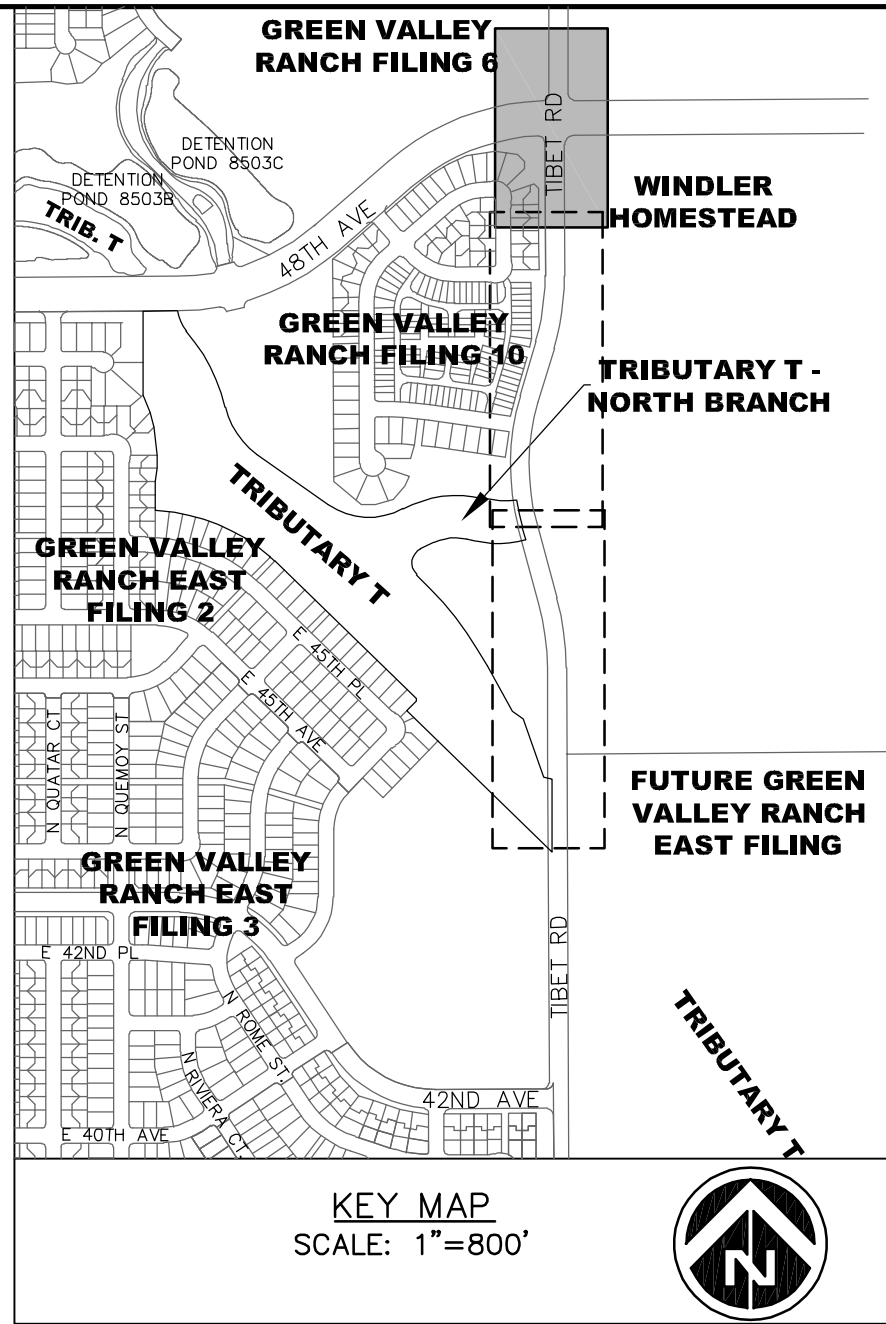 GREEN VALLEY
RANCH FILING 6
TIBET RD
DETENTION
POND 8503C
DETENTION
POND 8503B
TRIB. T
WINDLER
HOMESTEAD
48TH AVE
GREEN VALLEY
RANCH FILING 10
TRIBUTARY T -
NORTH BRANCH
TRIBUTARY T
GREEN VALLEY
RANCH EAST
FILING 2
E 45TH PL
E 45TH AVE
N QUATAR CT
N QUEMOY ST
FUTURE GREEN
VALLEY RANCH
EAST FILING
GREEN VALLEY
RANCH EAST
FILING 3
E 42ND PL
TIBET RD
N ROME ST.
N RIVIERA CT.
TRIBUTARY T
42ND AVE
E 40TH AVE
KEY MAP
SCALE: 1"=800'
N